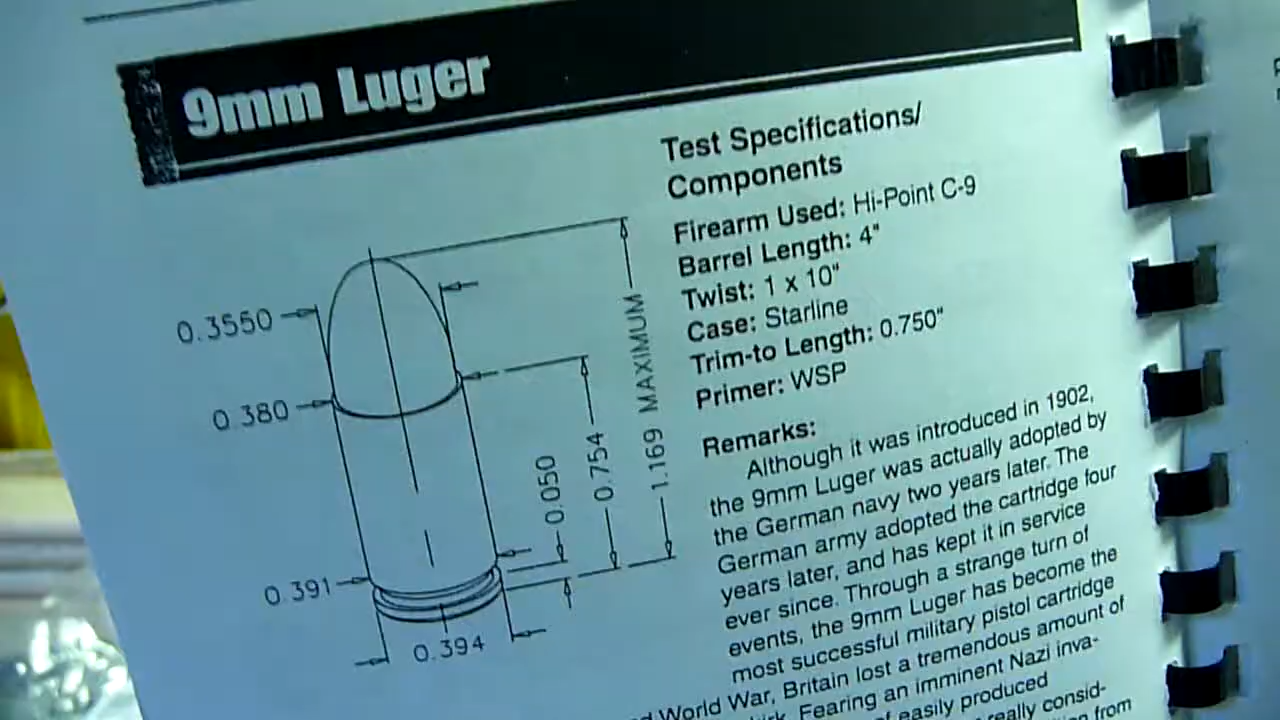 9mm Luger
Test Specifications/
Components
Firearm Used: Hi-Point C-9
Barrel Length: 4"
Twist: 1 x 10"
Case: Starline
Trim-to Length: 0.750"
Primer: WSP
0.3550
0.380
0.391
0.394
0.050
0.754
1.169 MAXIMUM
Remarks:
Although it was introduced in 1902,
the 9mm Luger was actually adopted by
the German navy two years later. The
German army adopted the cartridge four
years later, and has kept it in service
ever since. Through a strange turn of
events, the 9mm Luger has become the
most successful military pistol cartridge
World War, Britain lost a tremendous amount of
Fearing an imminent Nazi inva-
easily produced
really consid-
from